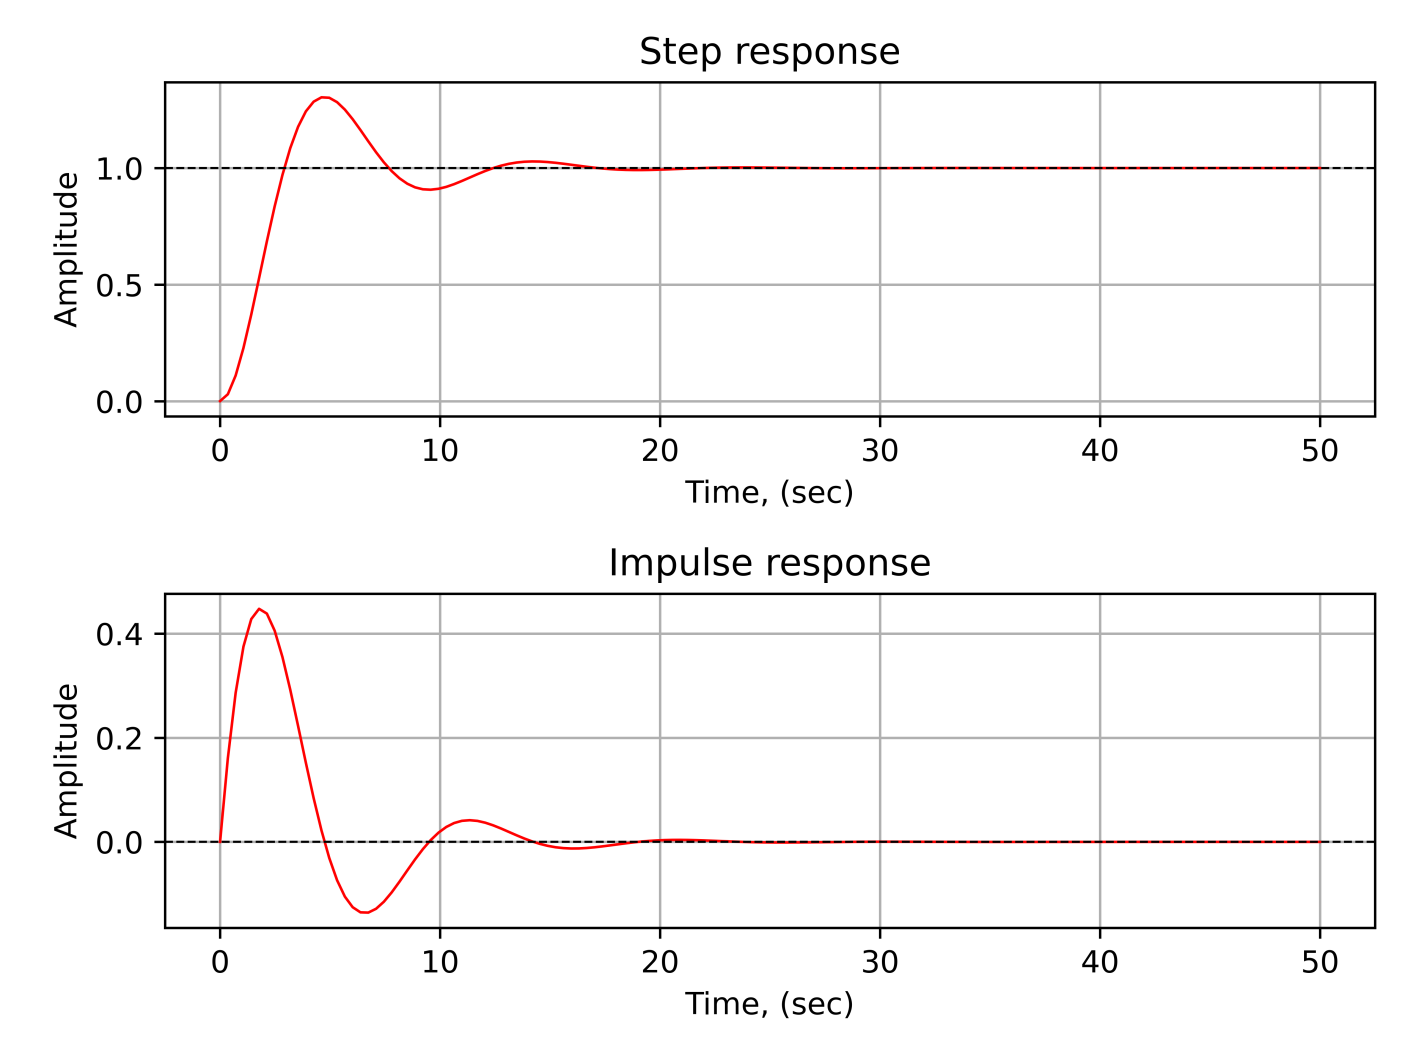 Step response
Amplitude
1.0
0.5
0.0
0 10 20 30 40 50
Time, (sec)
Impulse response
Amplitude
0.4
0.2
0.0
0 10 20 30 40 50
Time, (sec)